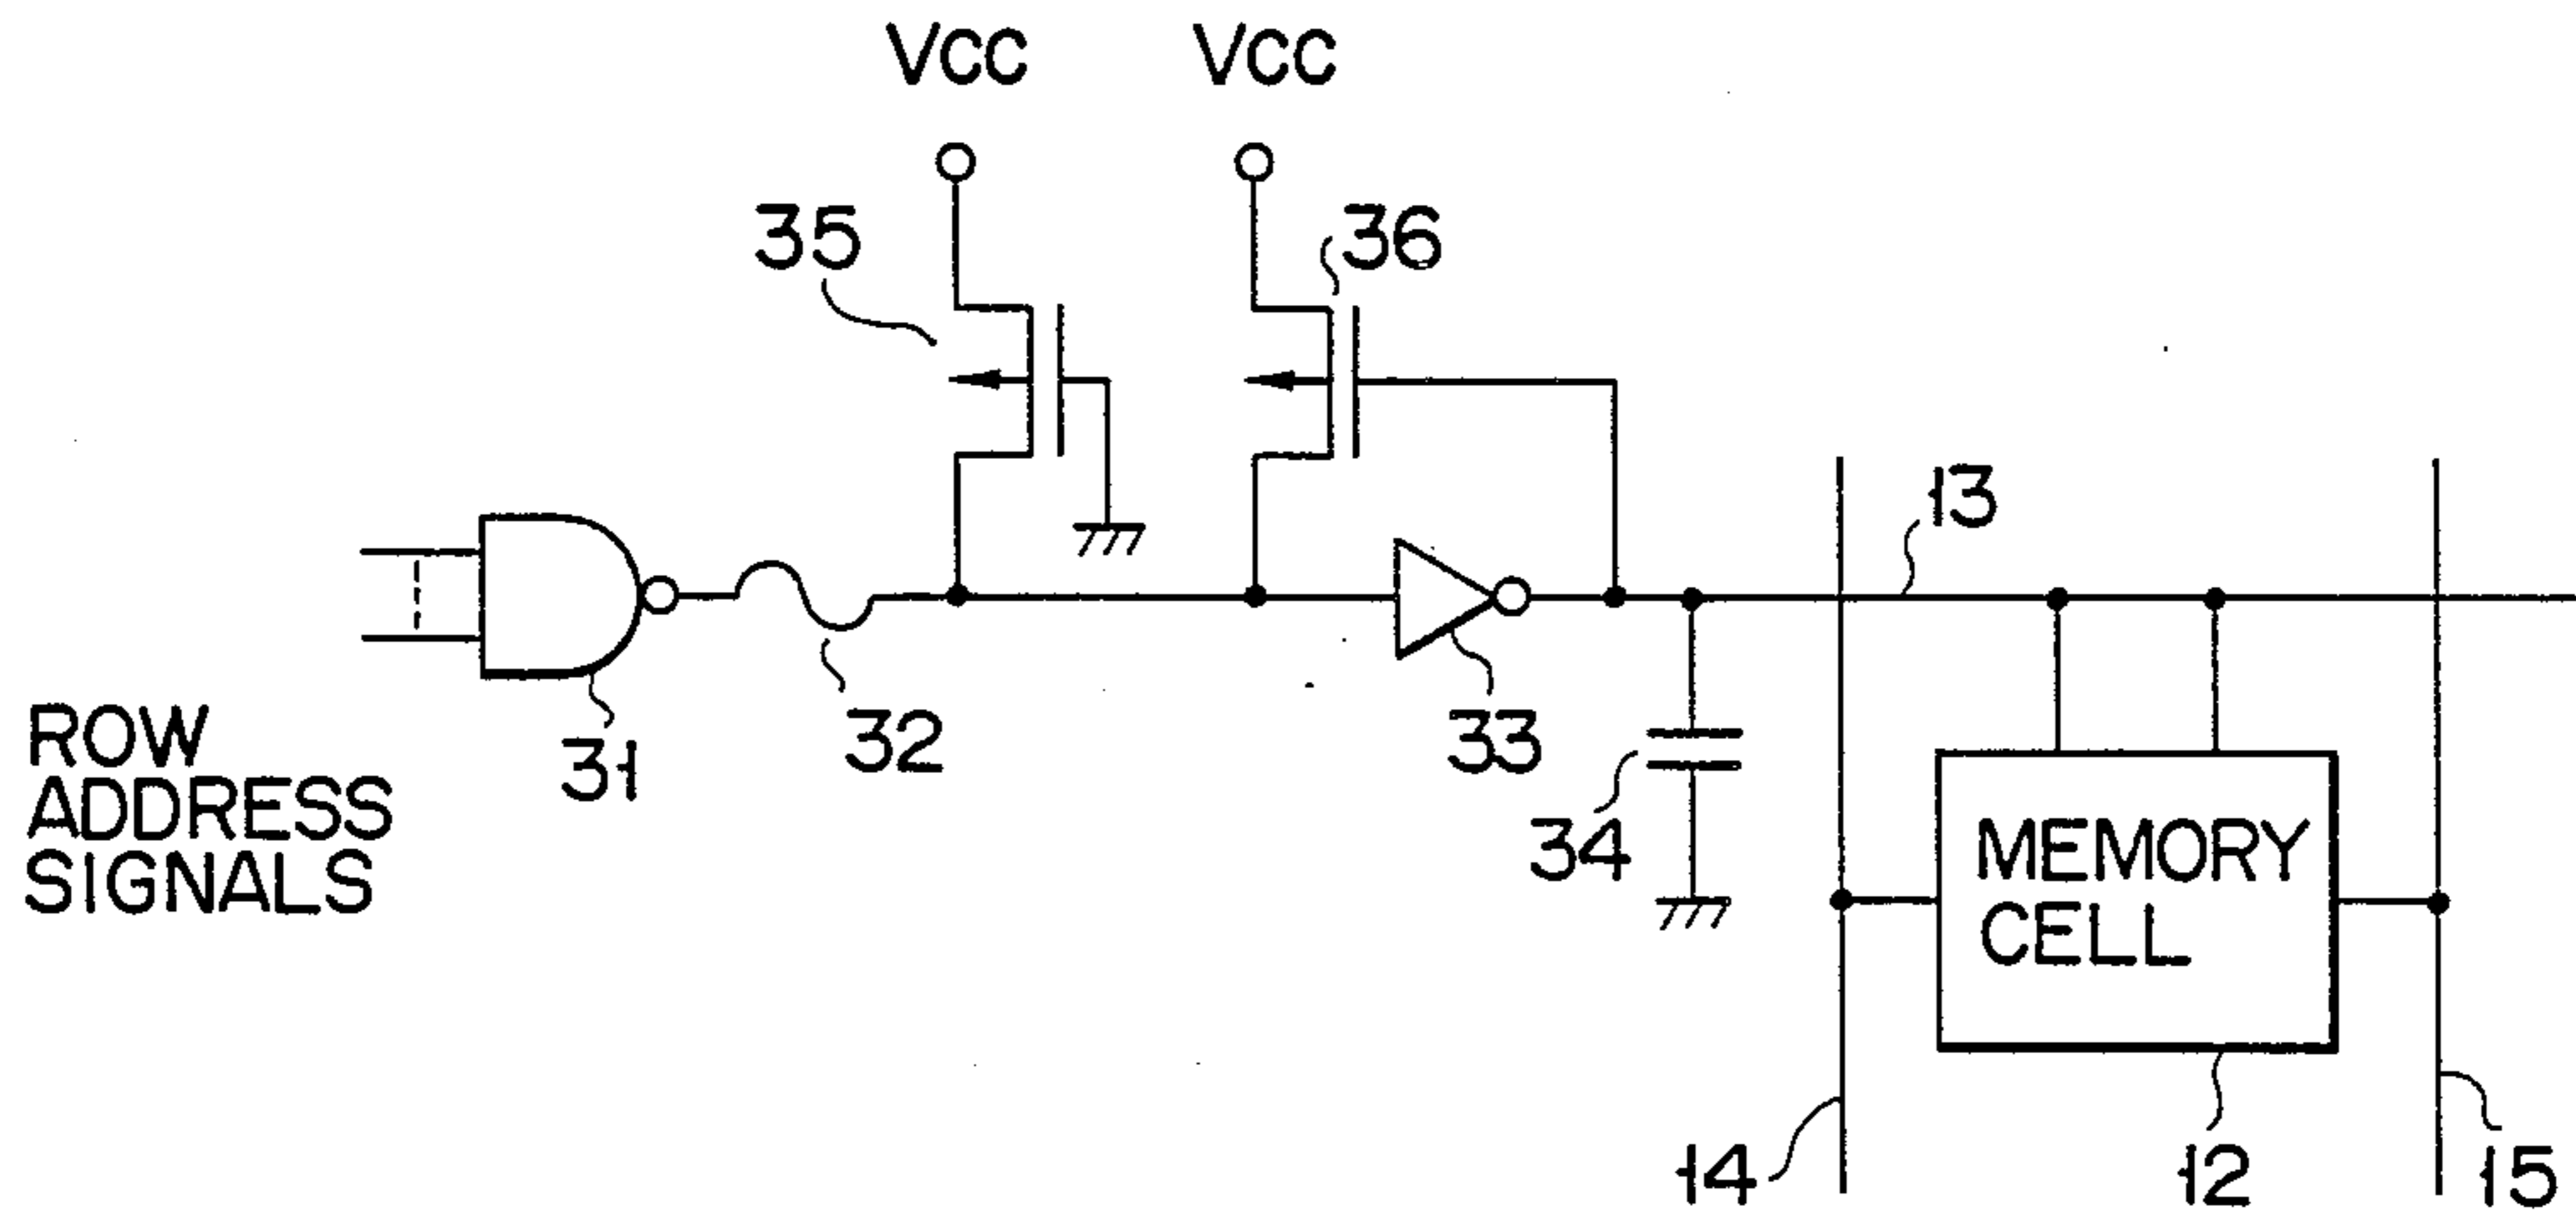 VCC VCC
35
36
13
ROW
ADDRESS
SIGNALS
31
32
33
34
MEMORY
CELL
14
12
15